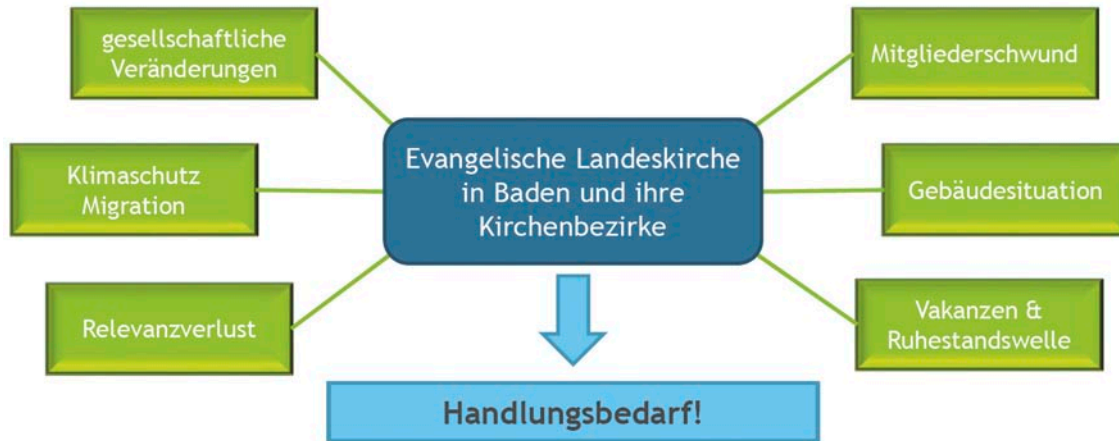 gesellschaftliche
Veränderungen
Mitgliederschwund
Evangelische Landeskirche
in Baden und ihre
Kirchenbezirke
Klimaschutz
Migration
Gebäudesituation
Relevanzverlust
Vakanzen &
Ruhestandswelle
Handlungsbedarf!